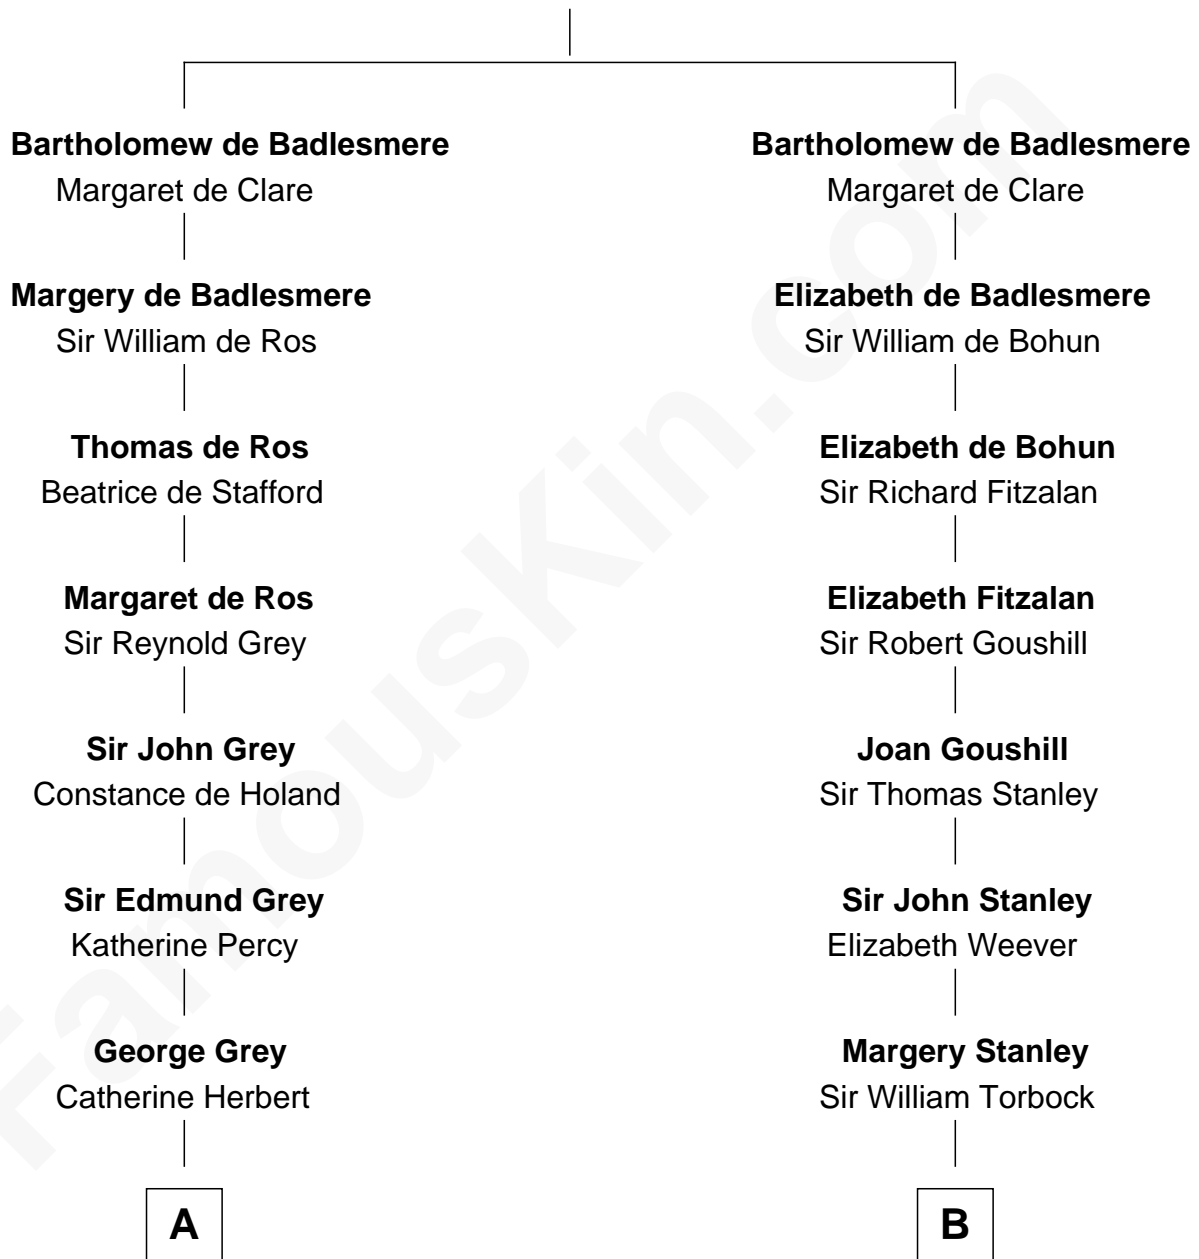 Bartholomew de Badlesmere
Margaret de Clare
Margery de Badlesmere
Sir William de Ros
Thomas de Ros
Beatrice de Stafford
Margaret de Ros
Sir Reynold Grey
Sir John Grey
Constance de Holand
Sir Edmund Grey
Katherine Percy
George Grey
Catherine Herbert
A
Bartholomew de Badlesmere
Margaret de Clare
Elizabeth de Badlesmere
Sir William de Bohun
Elizabeth de Bohun
Sir Richard Fitzalan
Elizabeth Fitzalan
Sir Robert Goushill
Joan Goushill
Sir Thomas Stanley
Sir John Stanley
Elizabeth Weever
Margery Stanley
Sir William Torbock
B
FamousKin.com